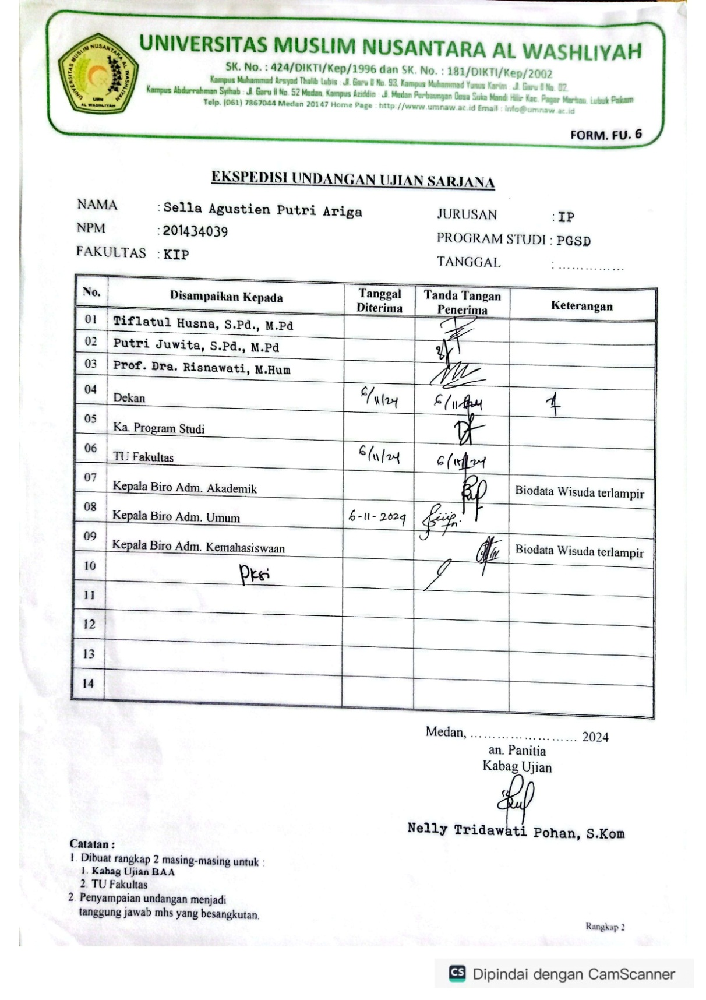 UNIVERSITAS MUSLIM NUSANTARA AL WASHLIYAH
SK. No. : 424/DIKTI/Kep/1996 dan SK. No. : 181/DIKTI/Kep/2002
Kampus Muhammad Arsyad Thalib Lubis : Jl. Garu II No. 93, Kampus Muhammad Yunus Karim : Jl. Garu II No. 02,
Kampus Abdurrahman Syihab : Jl. Garu II No. 52 Medan, Kampus Aziddin : Jl. Medan Perbaungan Desa Suka Mandi Hilir Kec. Pagar Merbau, Lubuk Pakam
Telp. (061) 7867044 Medan 20147 Home Page : http://www.umnaw.ac.id Email : info@umnaw.ac.id
UNIVERSITAS MUSLIM NUSANTARA AL WASHLIYAH
UMN
AL WASHLIYAH
FORM. FU. 6
EKSPEDISI UNDANGAN UJIAN SARJANA
NAMA : Sella Agustien Putri Ariga JURUSAN : IP
NPM : 201434039 PROGRAM STUDI : PGSD
FAKULTAS : KIP TANGGAL : ...............
No. Disampaikan Kepada Tanggal Diterima Tanda Tangan Penerima Keterangan
01 Tiflatul Husna, S.Pd., M.Pd
02 Putri Juwita, S.Pd., M.Pd
03 Prof. Dra. Risnawati, M.Hum
04 Dekan 6/11/24 6/11/24
05 Ka. Program Studi
06 TU Fakultas 6/11/24 6/11/24
07 Kepala Biro Adm. Akademik Biodata Wisuda terlampir
08 Kepala Biro Adm. Umum 6-11-2024
09 Kepala Biro Adm. Kemahasiswaan Biodata Wisuda terlampir
10 PKSi
11
12
13
14
Medan, ........................ 2024
an. Panitia
Kabag Ujian
Nelly Tridawati Pohan, S.Kom
Catatan :
1. Dibuat rangkap 2 masing-masing untuk :
1. Kabag Ujian BAA
2. TU Fakultas
2. Penyampaian undangan menjadi
tanggung jawab mhs yang besangkutan.
Rangkap 2
CS Dipindai dengan CamScanner